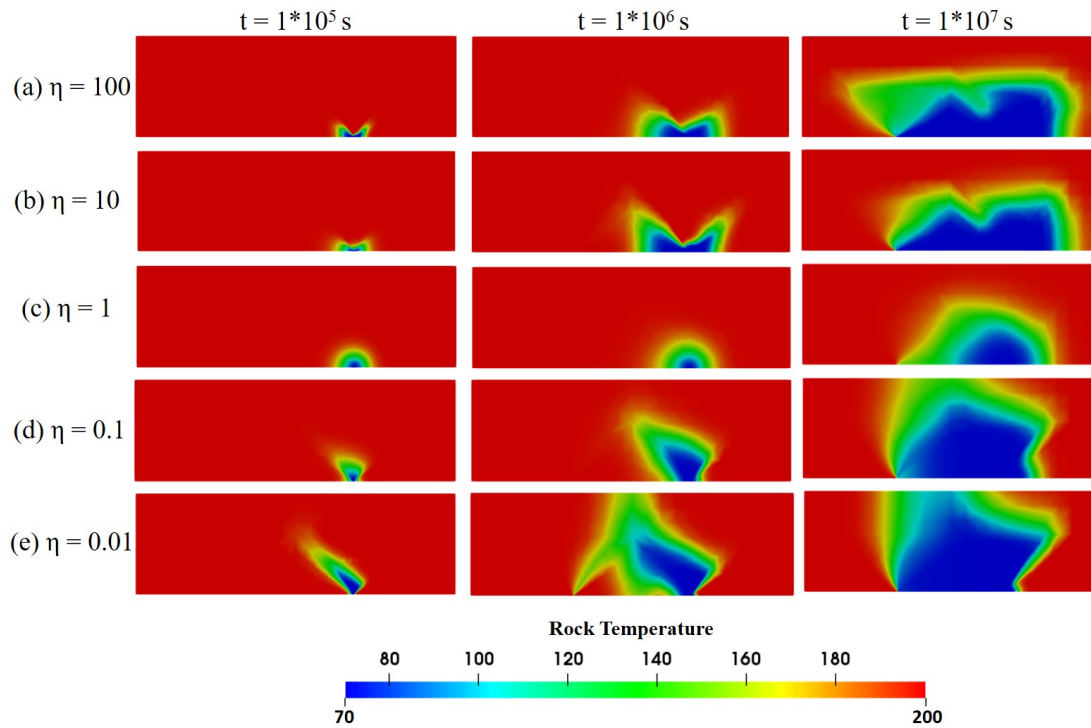 t = 1*10⁵ s t = 1*10⁶ s t = 1*10⁷ s
(a) η = 100
(b) η = 10
(c) η = 1
(d) η = 0.1
(e) η = 0.01
Rock Temperature
80 100 120 140 160 180
70 200